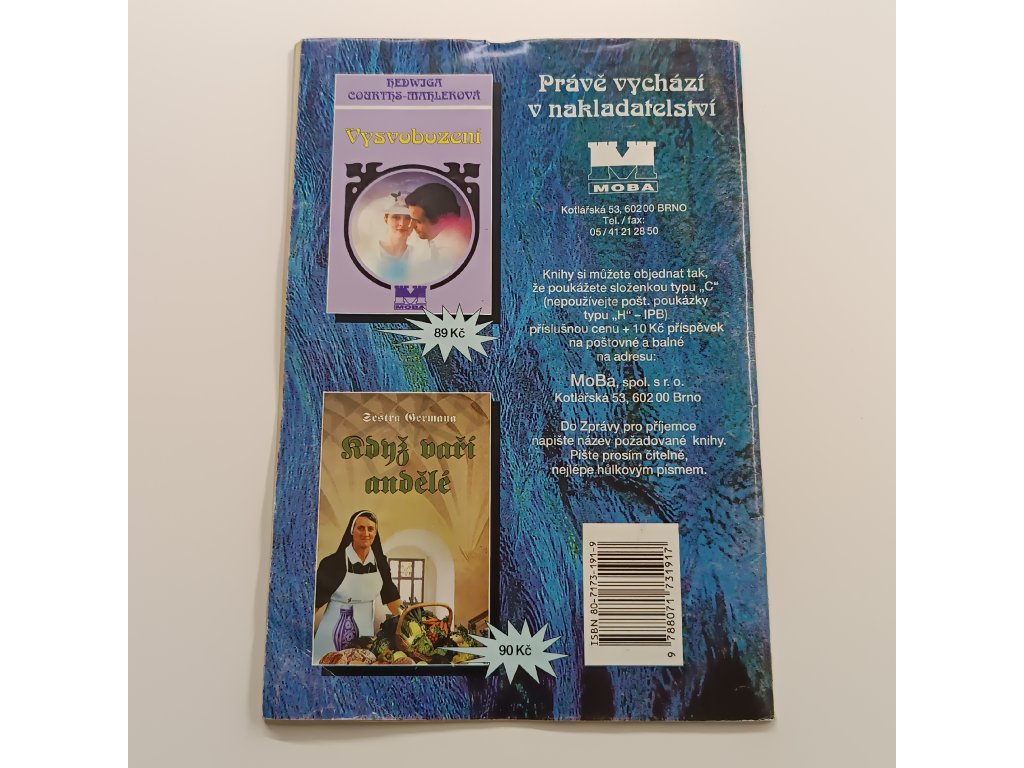 HEDWIGA
COURTHS-MAHLEROVÁ
Vysvobození
MOBA
89 Kč
Sestra Germana
Když vaří
andělé
90 Kč
Právě vychází
v nakladatelství
MOBA
Kotlářská 53, 602 00 BRNO
Tel. / fax:
05 / 41 21 28 50
Knihy si můžete objednat tak,
že poukážete složenkou typu „C“
(nepoužívejte pošt. poukázky
typu „H“ – IPB)
příslušnou cenu + 10 Kč příspěvek
na poštovné a balné
na adresu:
MoBa, spol. s r. o.
Kotlářská 53, 602 00 Brno
Do Zprávy pro příjemce
napište název požadované knihy.
Pište prosím čitelně,
nejlépe hůlkovým písmem.
ISBN 80-7173-191-9
9 788071 731917